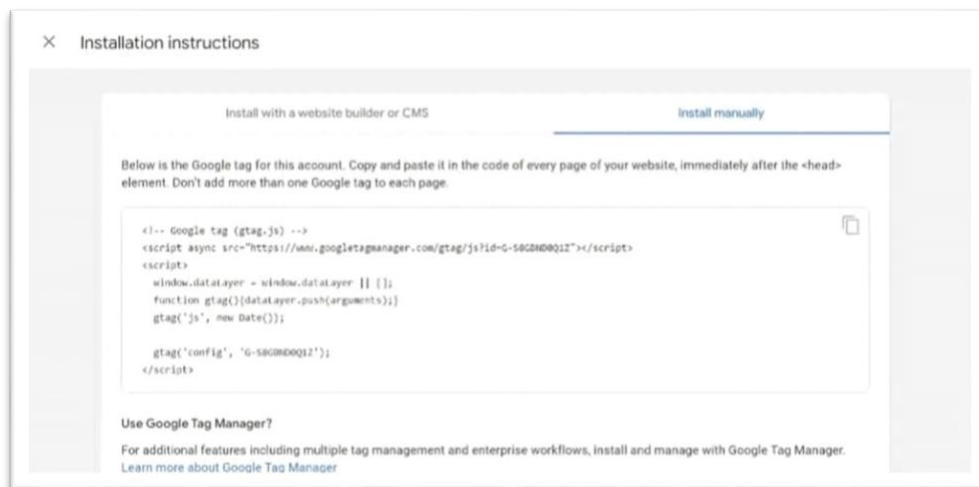 Installation instructions
Install with a website builder or CMS
Install manually
Below is the Google tag for this account. Copy and paste it in the code of every page of your website, immediately after the <head>
element. Don't add more than one Google tag to each page.
<!-- Google tag (gtag.js) -->
<script async src="https://www.googletagmanager.com/gtag/js?id=
<script>
window.dataLayer = window.dataLayer || [];
function gtag(){dataLayer.push(arguments);}
gtag('js', new Date());
gtag('config',
</script>
Use Google Tag Manager?
For additional features including multiple tag management and enterprise workflows, install and manage with Google Tag Manager.
Learn more about Google Tag Manager